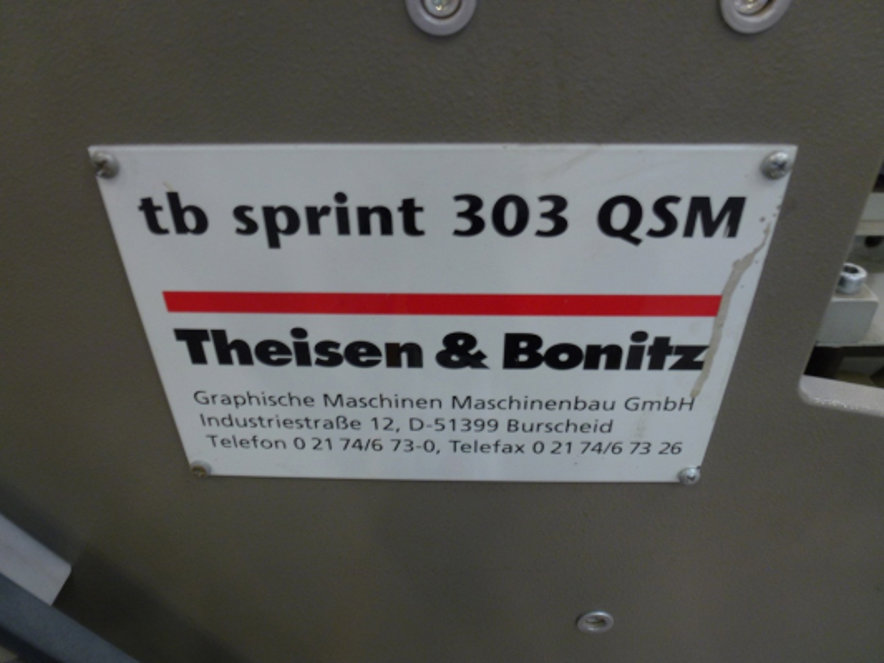 tb sprint 303 QSM
Theisen & Bonitz
Graphische Maschinen Maschinenbau GmbH
Industriestraße 12, D-51399 Burscheid
Telefon 0 21 74/6 73-0, Telefax 0 21 74/6 73 26